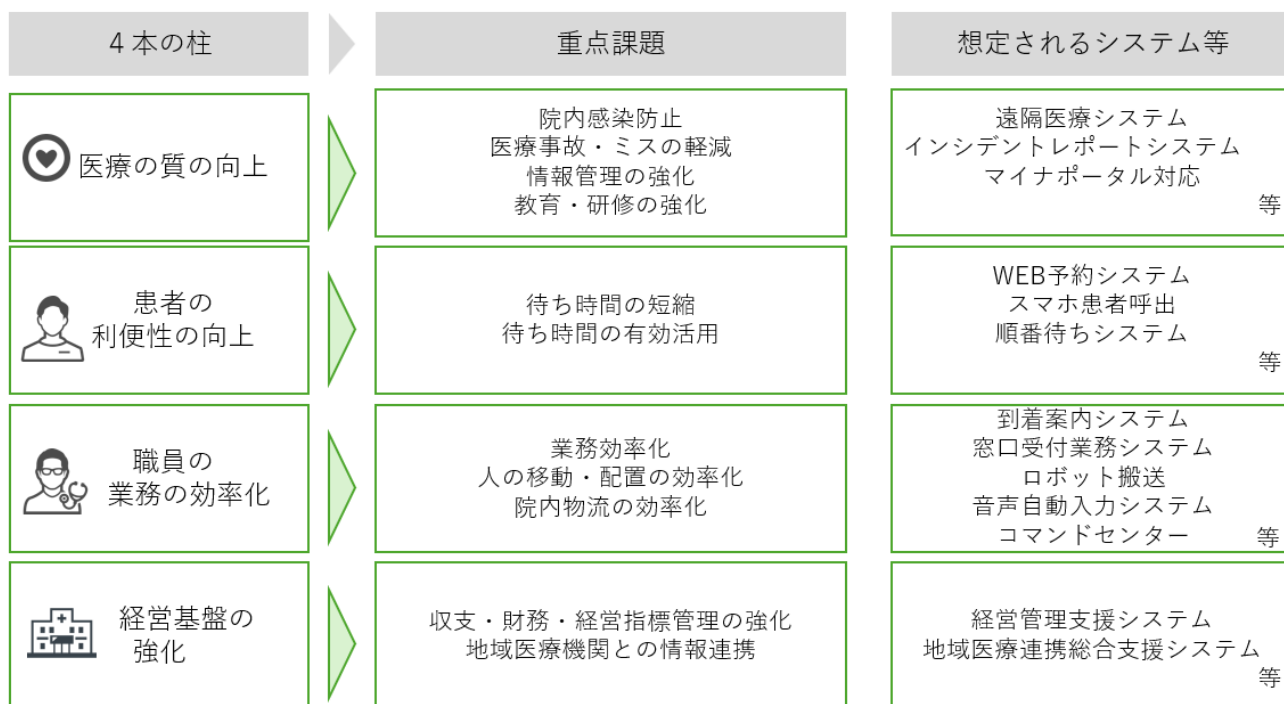 4本の柱
重点課題
想定されるシステム等
医療の質の向上
院内感染防止
医療事故・ミスの軽減
情報管理の強化
教育・研修の強化
遠隔医療システム
インシデントレポートシステム
マイナポータル対応
等
患者の
利便性の向上
待ち時間の短縮
待ち時間の有効活用
WEB予約システム
スマホ患者呼出
順番待ちシステム
等
職員の
業務の効率化
業務効率化
人の移動・配置の効率化
院内物流の効率化
到着案内システム
窓口受付業務システム
ロボット搬送
音声自動入力システム
コマンドセンター
等
経営基盤の
強化
収支・財務・経営指標管理の強化
地域医療機関との情報連携
経営管理支援システム
地域医療連携総合支援システム
等